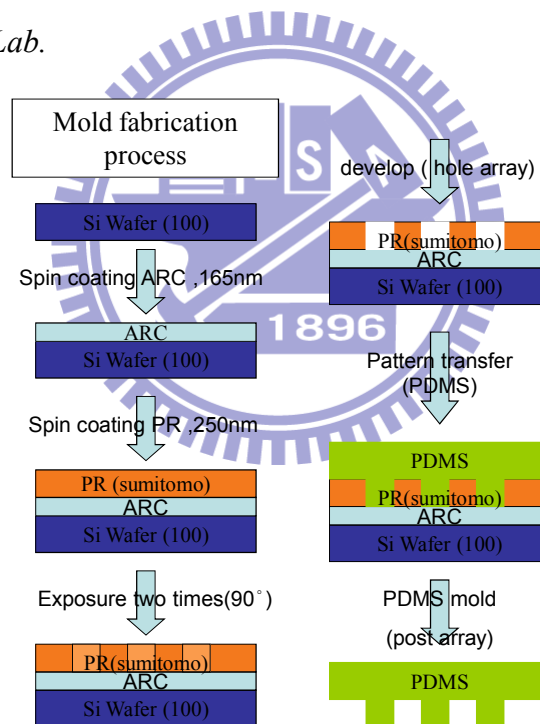 Lab.
Mold fabrication
process
Si Wafer (100)
Spin coating ARC ,165nm
ARC
Si Wafer (100)
Spin coating PR ,250nm
PR (sumitomo)
ARC
Si Wafer (100)
Exposure two times(90°)
PR(sumitomo)
ARC
Si Wafer (100)
S A
1896
develop ( hole array)
PR(sumitomo)
ARC
Si Wafer (100)
Pattern transfer
(PDMS)
PDMS
PR(sumitomo)
ARC
Si Wafer (100)
PDMS mold
(post array)
PDMS